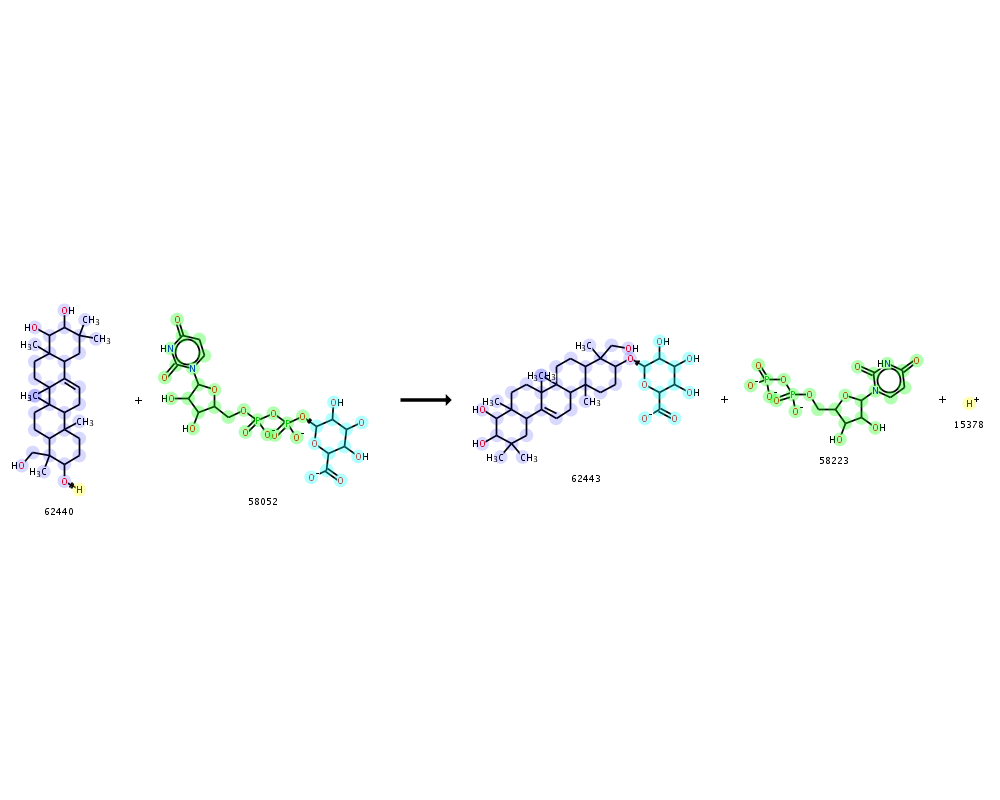 OH
HO
CH3
CH3
H3C
H3C
HO
H3C
CH3
O
H
62440
+
O
HN
O
N
HO
O
HO
O
P
O
O
O
O
P
O-
O
O
OH
O
OH
O-
O
58052
H3C
OH
O
H3C
CH3
H3C
CH3
HO
HO
H3C
CH3
62443
O
OH
OH
OH
O-
O
+
O
O-
P
O
O-
O
P
O-
O
O
HO
OH
N
O
HN
O
58223
+
H+
15378